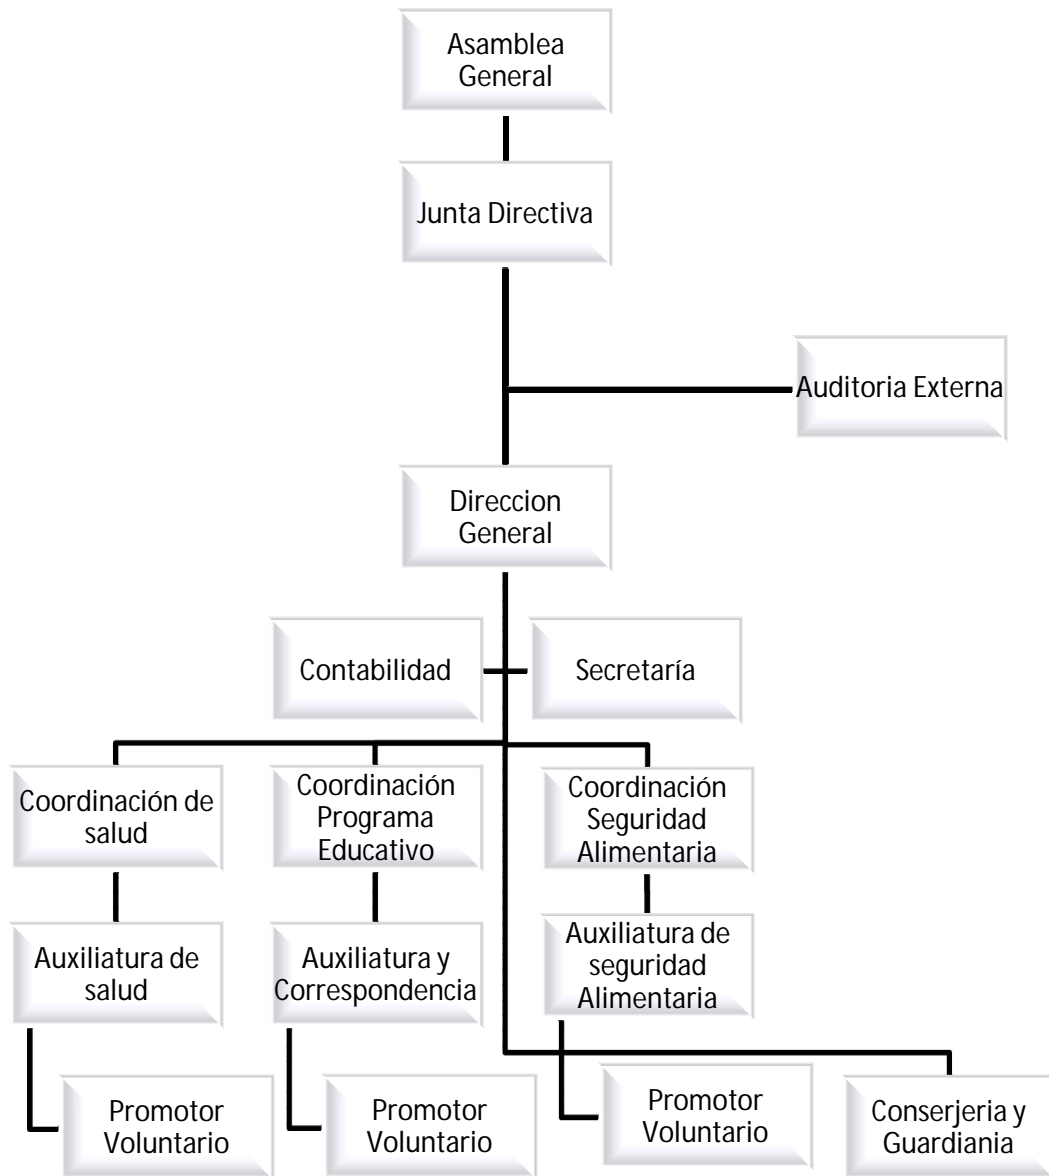 Asamblea
General
Junta Directiva
Auditoria Externa
Direccion
General
Contabilidad
Secretaría
Coordinación de
salud
Coordinación
Programa
Educativo
Coordinación
Seguridad
Alimentaria
Auxiliatura de
salud
Auxiliatura y
Correspondencia
Auxiliatura de
seguridad
Alimentaria
Promotor
Voluntario
Promotor
Voluntario
Promotor
Voluntario
Conserjeria y
Guardiania